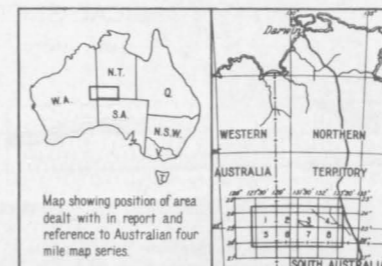 N.T.
W.A.
Q
S.A.
N.S.W.
T.
Map showing position of area
dealt with in report and
reference to Australian four
mile map series.
Darwin
WESTERN NORTHERN
AUSTRALIA TERRITORY
1 2 3 4
5 6 7 8
SOUTH AUSTRALIA